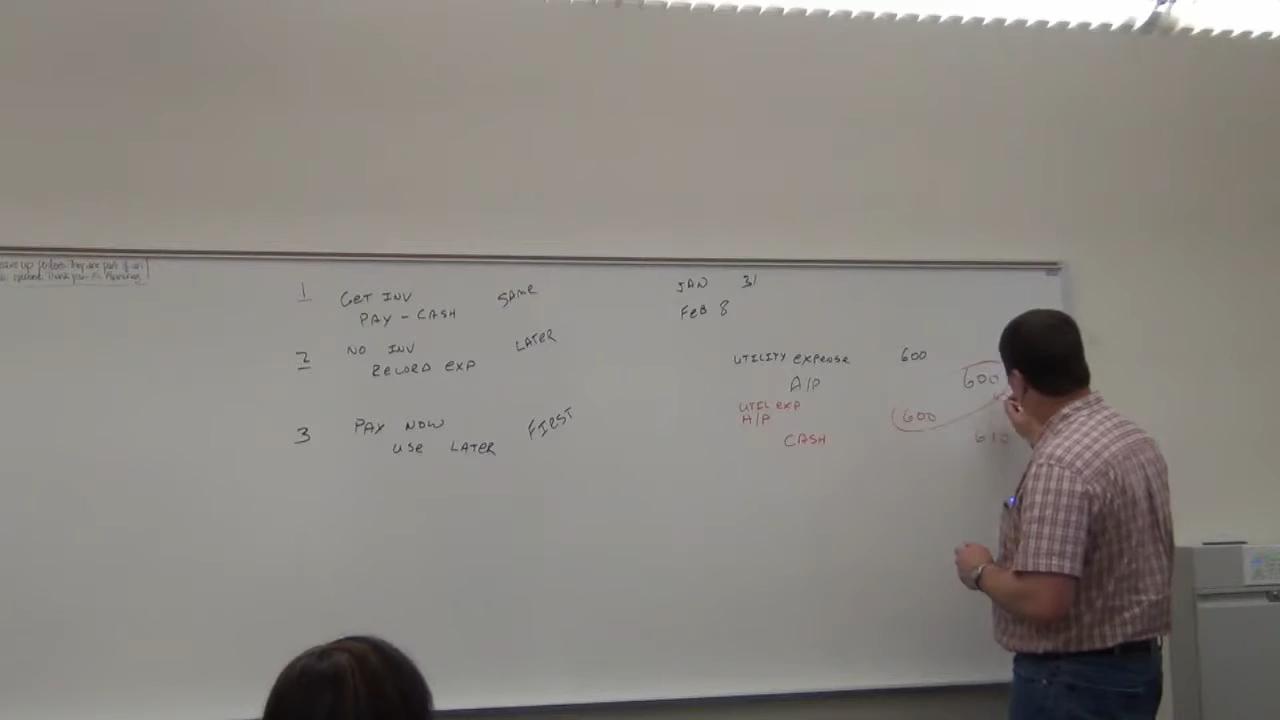 1 GET INV SAME
PAY - CASH
2 NO INV LATER
RECORD EXP
3 PAY NOW FIRST
USE LATER
JAN 31
FEB 8
UTILITY EXPENSE 600
A/P 600
UTIL EXP
A/P 600
CASH 610